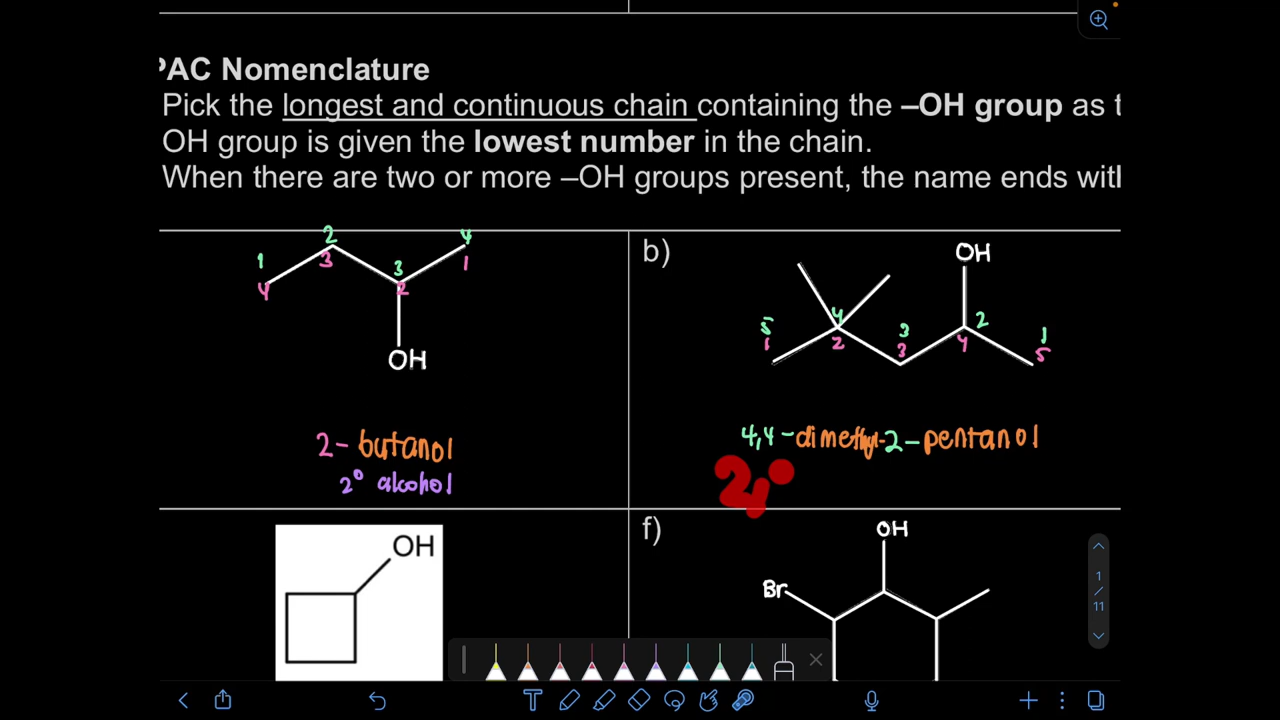 PAC Nomenclature
Pick the longest and continuous chain containing the –OH group as t
OH group is given the lowest number in the chain.
When there are two or more –OH groups present, the name ends with
1 2 3 4
4 3 2 1
OH
2- butanol
2° alcohol
b)
OH
5 4 3 2 1
1 2 3 4 5
4,4-dimethyl-2-pentanol
2,°
OH
f)
OH
Br
1
/
11
T